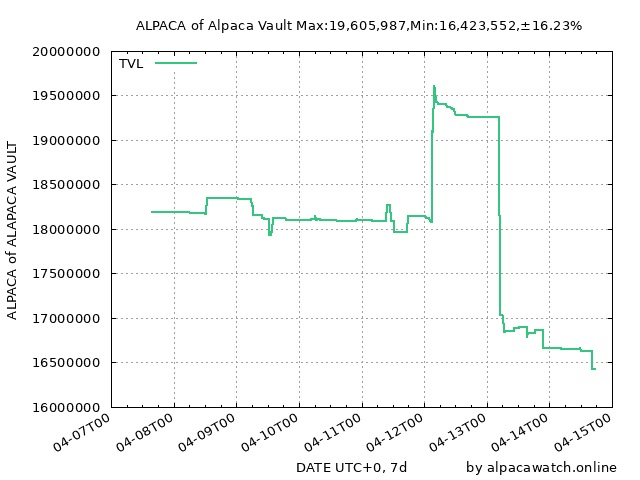 ALPACA of Alpaca Vault Max:19,605,987,Min:16,423,552,±16.23%
TVL
ALPACA of ALAPACA VAULT
20000000
19500000
19000000
18500000
18000000
17500000
17000000
16500000
16000000
04-07T00
04-08T00
04-09T00
04-10T00
04-11T00
04-12T00
04-13T00
04-14T00
04-15T00
DATE UTC+0, 7d
by alpacawatch.online